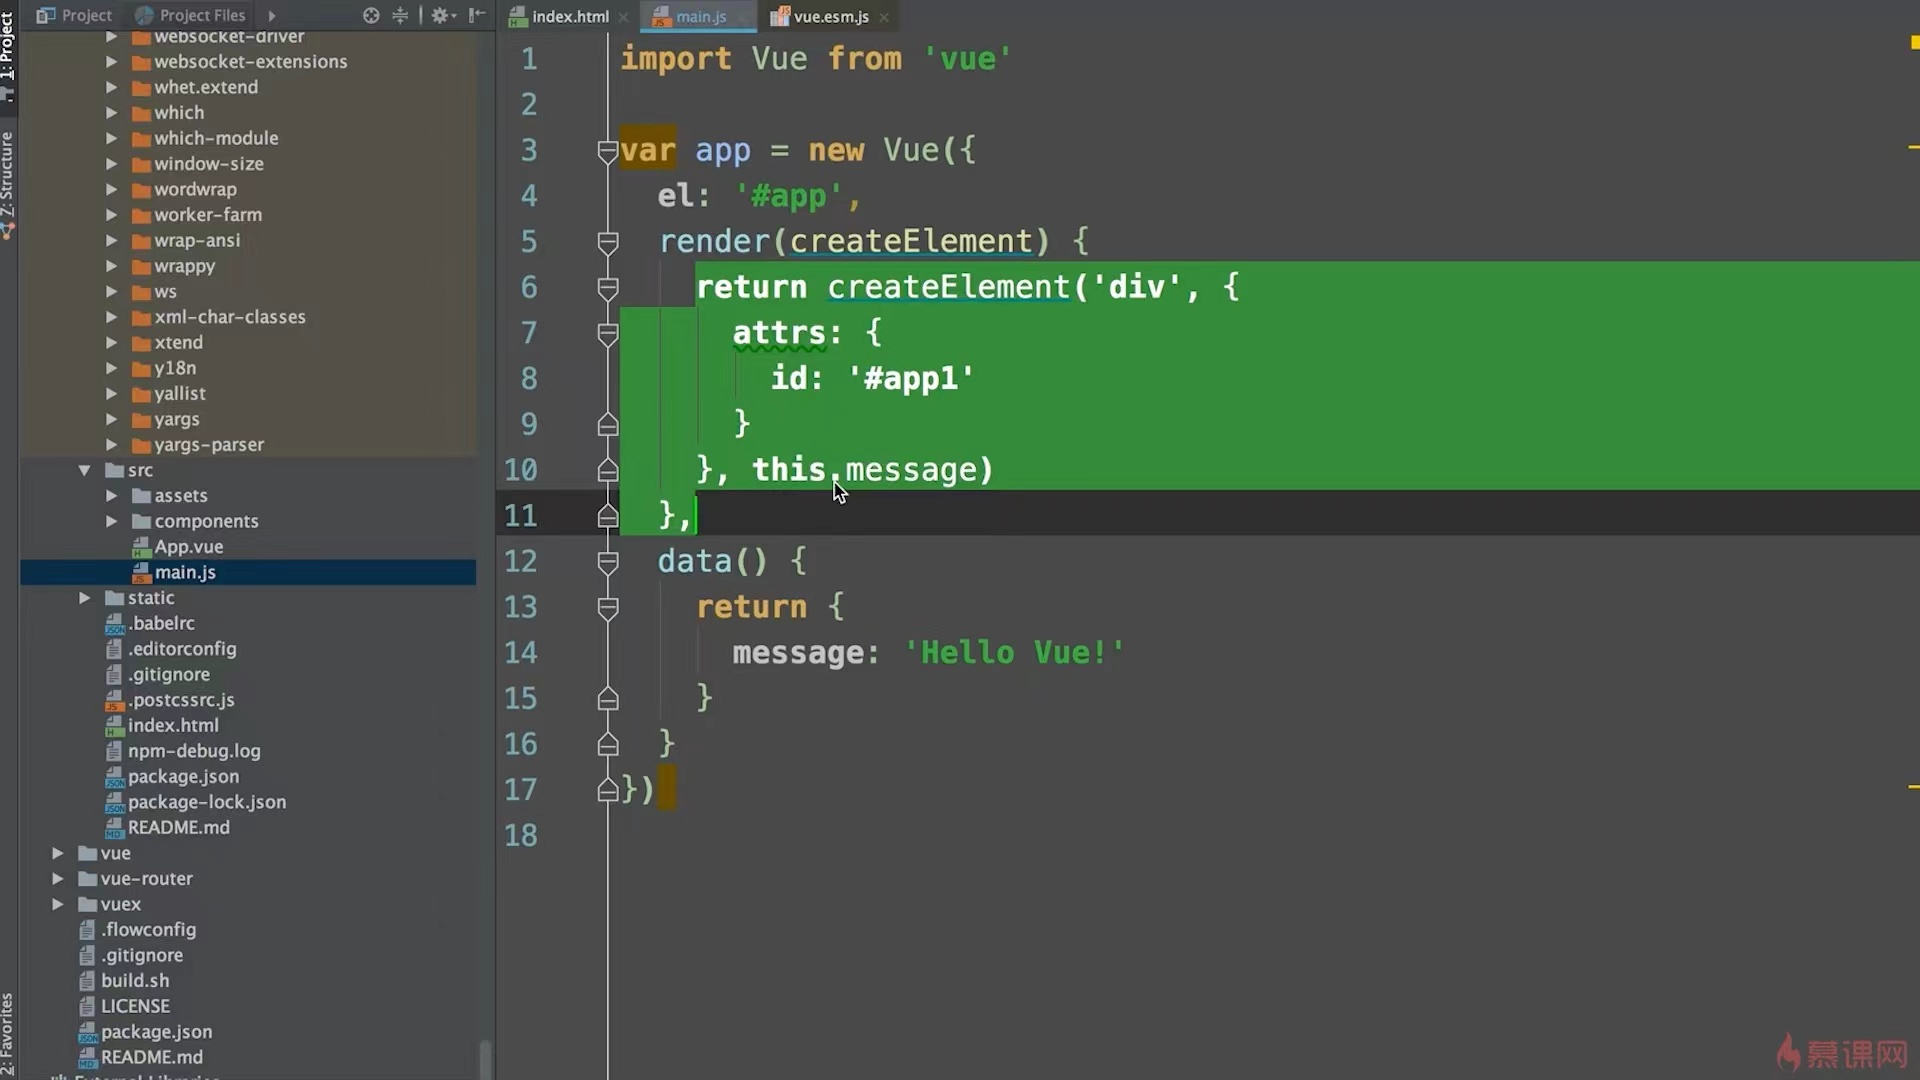 1: Project
Z: Structure
2: Favorites
Project
Project Files
websocket-driver
websocket-extensions
whet.extend
which
which-module
window-size
wordwrap
worker-farm
wrap-ansi
wrappy
ws
xml-char-classes
xtend
y18n
yallist
yargs
yargs-parser
src
assets
components
App.vue
main.js
static
.babelrc
.editorconfig
.gitignore
.postcssrc.js
index.html
npm-debug.log
package.json
package-lock.json
README.md
vue
vue-router
vuex
.flowconfig
.gitignore
build.sh
LICENSE
package.json
README.md
External Libraries
index.html
main.js
vue.esm.js
1 import Vue from 'vue'
2
3 var app = new Vue({
4 el: '#app',
5 render(createElement) {
6 return createElement('div', {
7 attrs: {
8 id: '#app1'
9 }
10 }, this.message)
11 },
12 data() {
13 return {
14 message: 'Hello Vue!'
15 }
16 }
17 })
18
慕课网